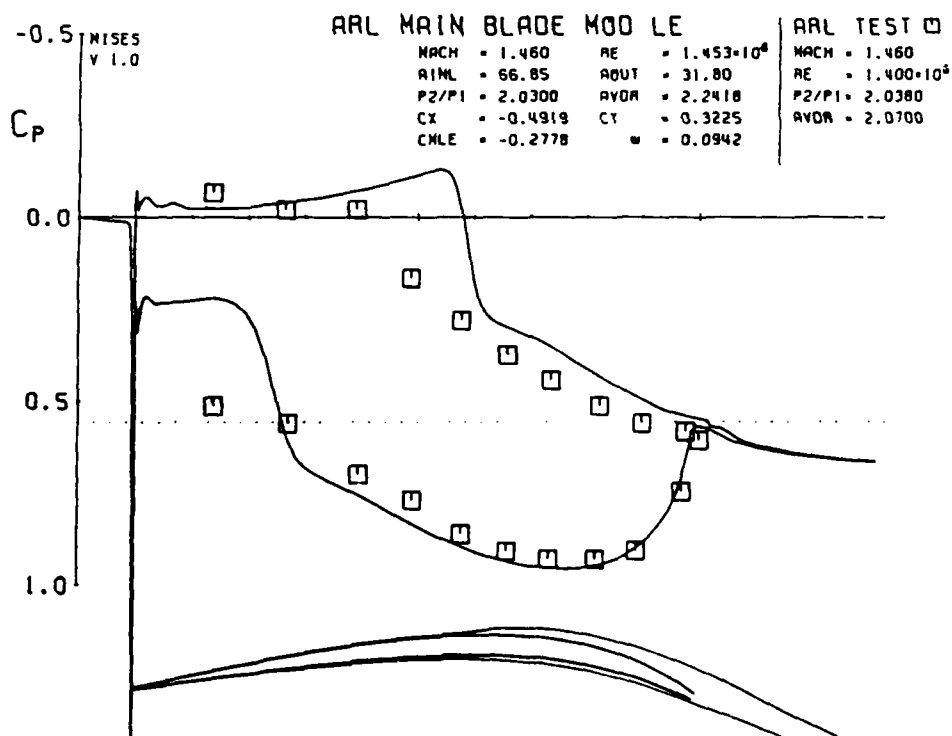 ARL MAIN BLADE MOD LE
MACH = 1.460 RE = 1.453×10⁶
AINL = 66.85 AOUT = 31.80
P2/P1 = 2.0300 AVDR = 2.2418
CX = -0.4919 CY = 0.3225
CMLE = -0.2778 ϖ = 0.0942
ARL TEST
MACH = 1.460
RE = 1.400×10⁶
P2/P1 = 2.0380
AVDR = 2.0700
MISES
V 1.0
-0.5
Cp
0.0
0.5
1.0